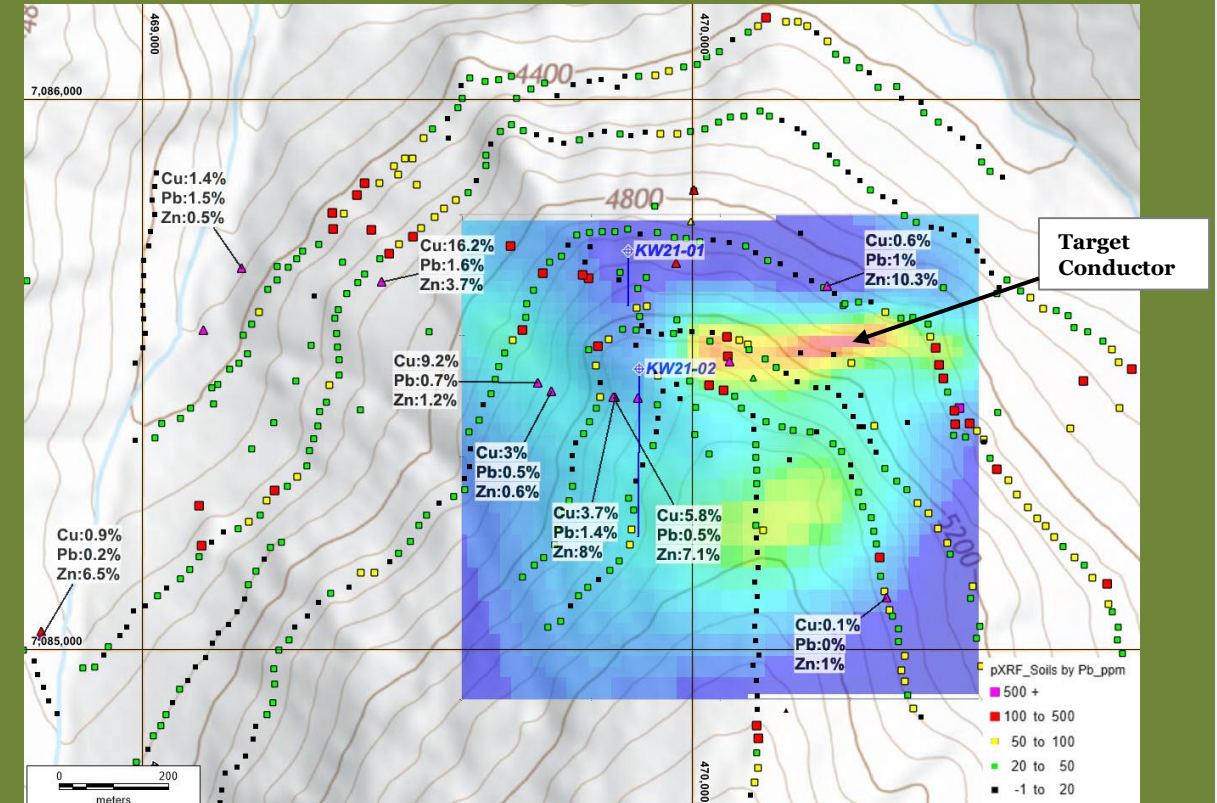 48
469,000
470,000
4400
7,086,000
Cu:1.4%
Pb:1.5%
Zn:0.5%
4800
Cu:16.2%
Pb:1.6%
Zn:3.7%
KW21-01
Cu:0.6%
Pb:1%
Zn:10.3%
Target
Conductor
Cu:9.2%
Pb:0.7%
Zn:1.2%
KW21-02
Cu:3%
Pb:0.5%
Zn:0.6%
Cu:3.7%
Pb:1.4%
Zn:8%
Cu:5.8%
Pb:0.5%
Zn:7.1%
5200
Cu:0.9%
Pb:0.2%
Zn:6.5%
7,085,000
Cu:0.1%
Pb:0%
Zn:1%
pXRF_Soils by Pb_ppm
500 +
100 to 500
50 to 100
20 to 50
-1 to 20
0 200
meters
470,000